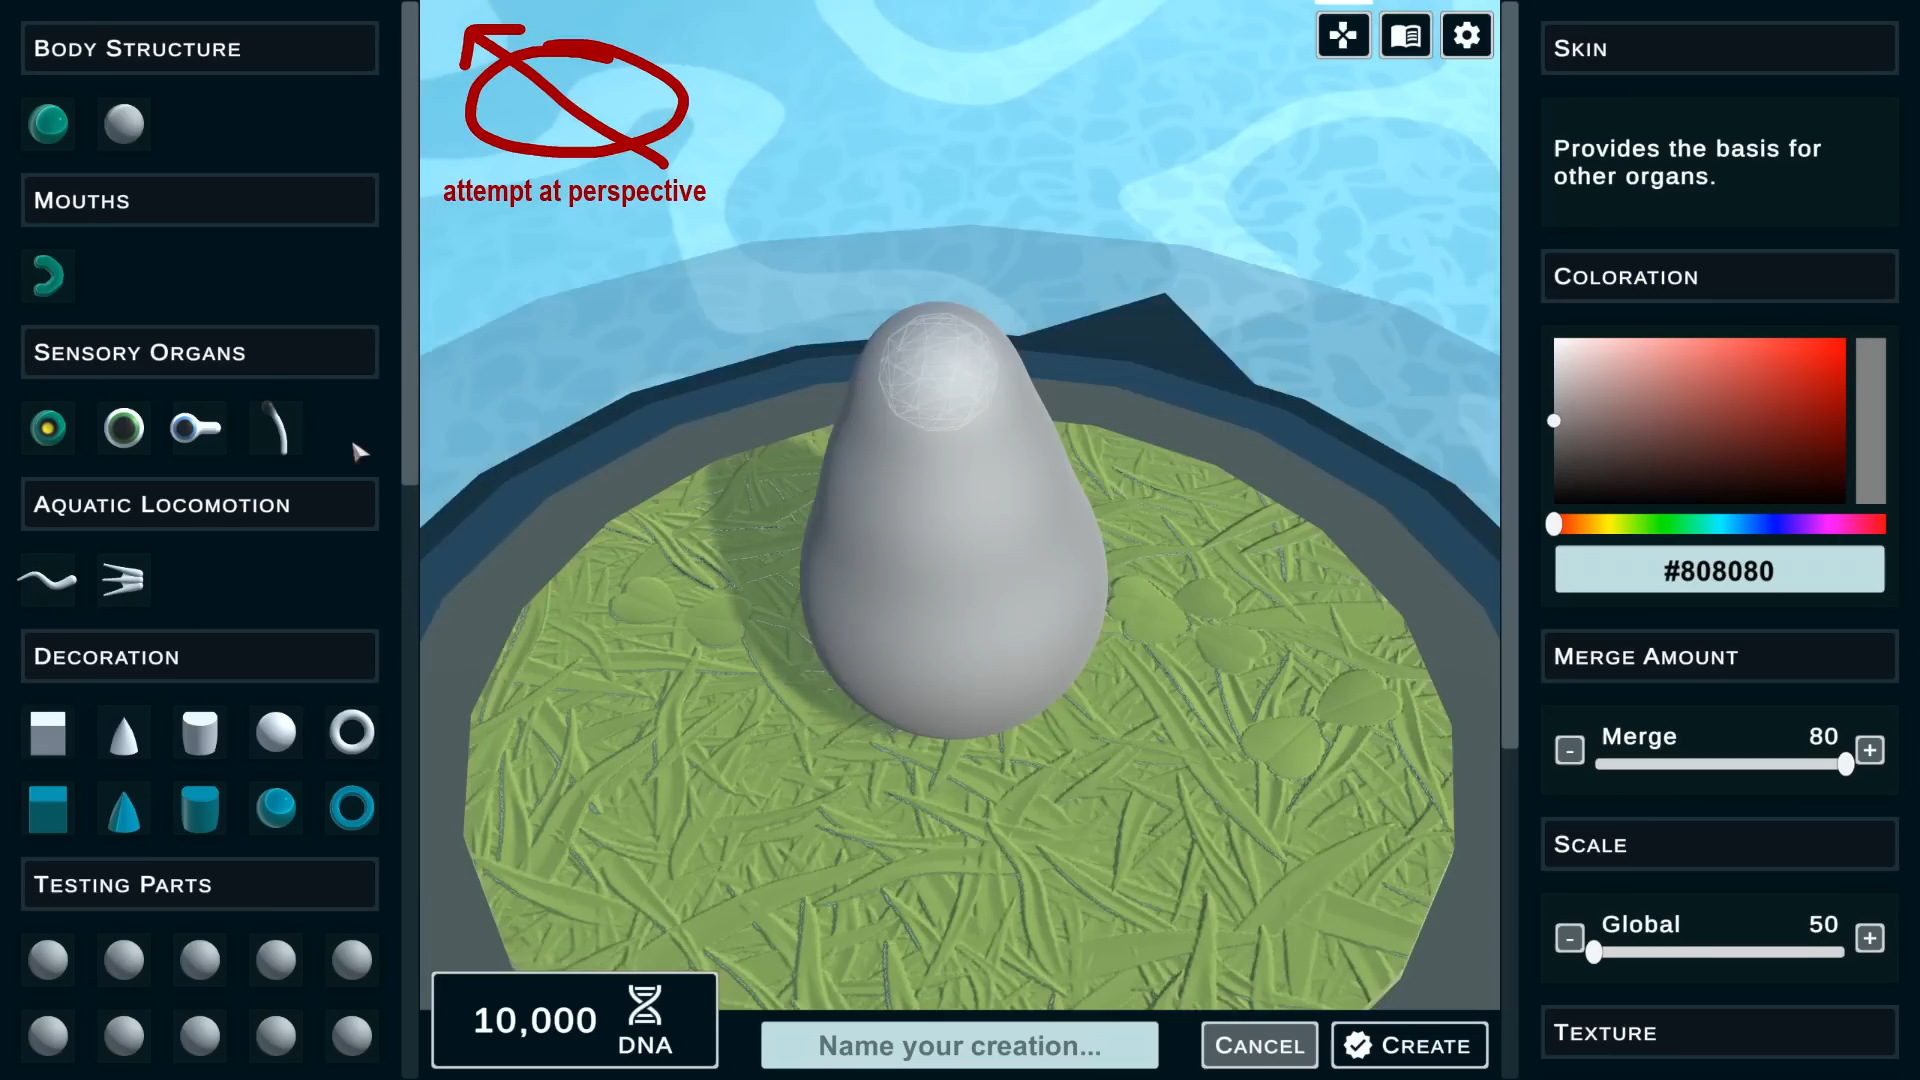 BODY STRUCTURE
MOUTHS
SENSORY ORGANS
AQUATIC LOCOMOTION
DECORATION
TESTING PARTS
attempt at perspective
10,000
DNA
Name your creation...
CANCEL
CREATE
SKIN
Provides the basis for
other organs.
COLORATION
#808080
MERGE AMOUNT
- Merge 80 +
SCALE
- Global 50 +
TEXTURE